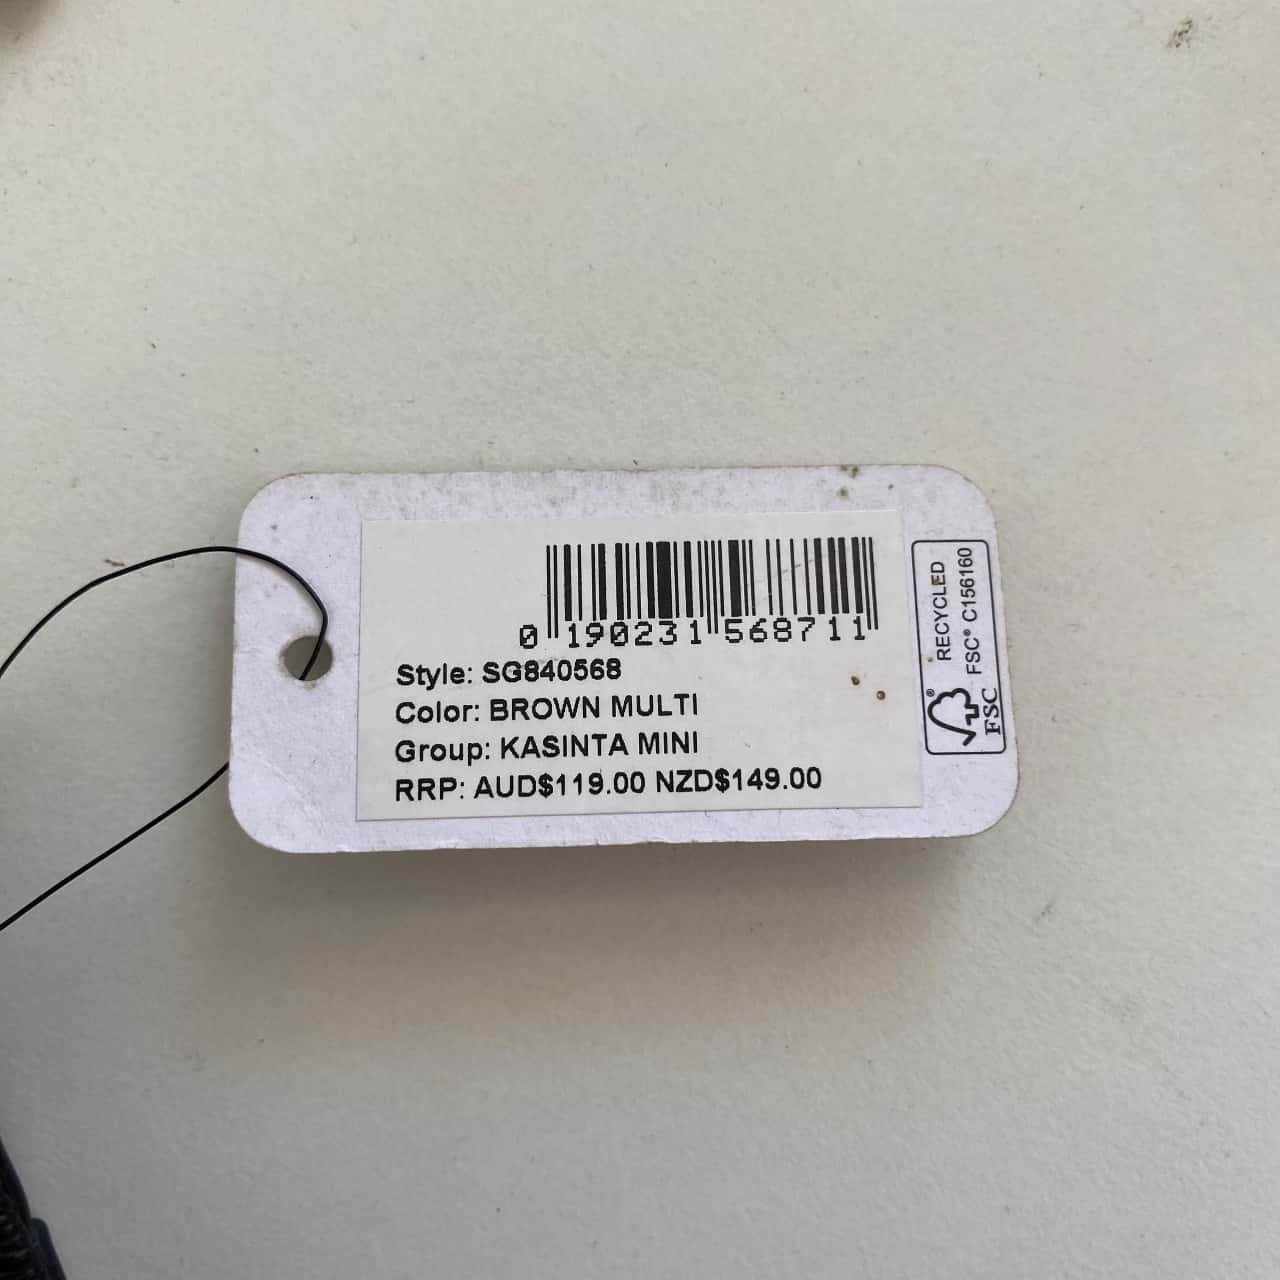 0 190231 568711
Style: SG840568
Color: BROWN MULTI
Group: KASINTA MINI
RRP: AUD$119.00 NZD$149.00
RECYCLED
FSC® C156160
®
FSC